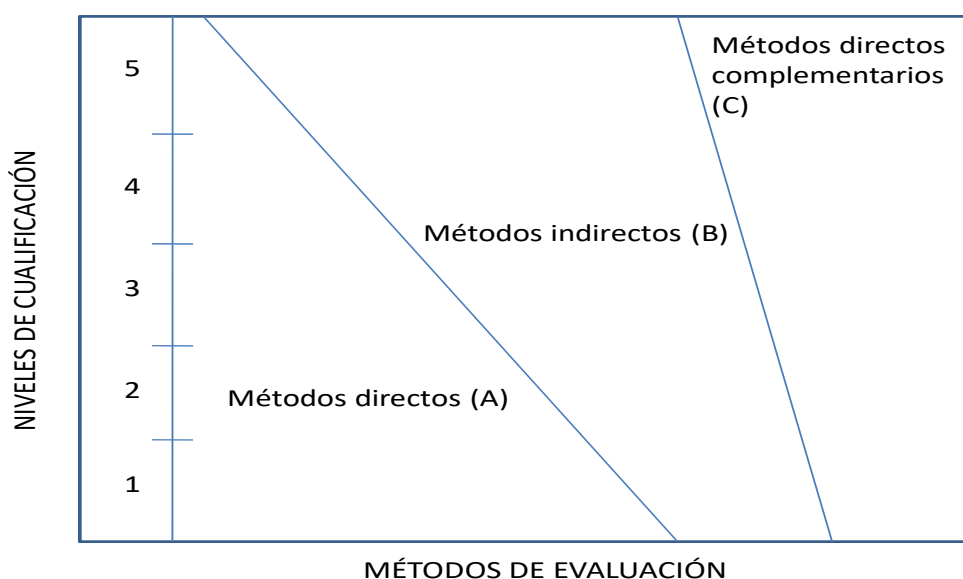 NIVELES DE CUALIFICACIÓN
5
4
3
2
1
Métodos directos
complementarios
(C)
Métodos indirectos (B)
Métodos directos (A)
MÉTODOS DE EVALUACIÓN